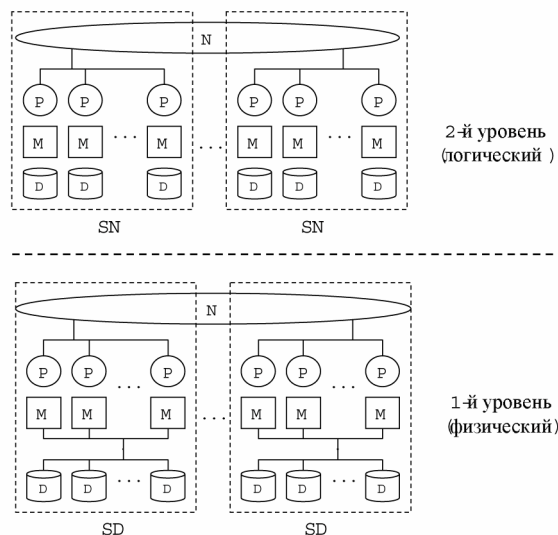 N
P P P P P P
M M ... M ... M M ... M
D D D D D D
2-й уровень
(логический )
SN SN
N
P P ... P P P ... P
M M M ... M M M
D D ... D D D ... D
1-й уровень
(физический)
SD SD